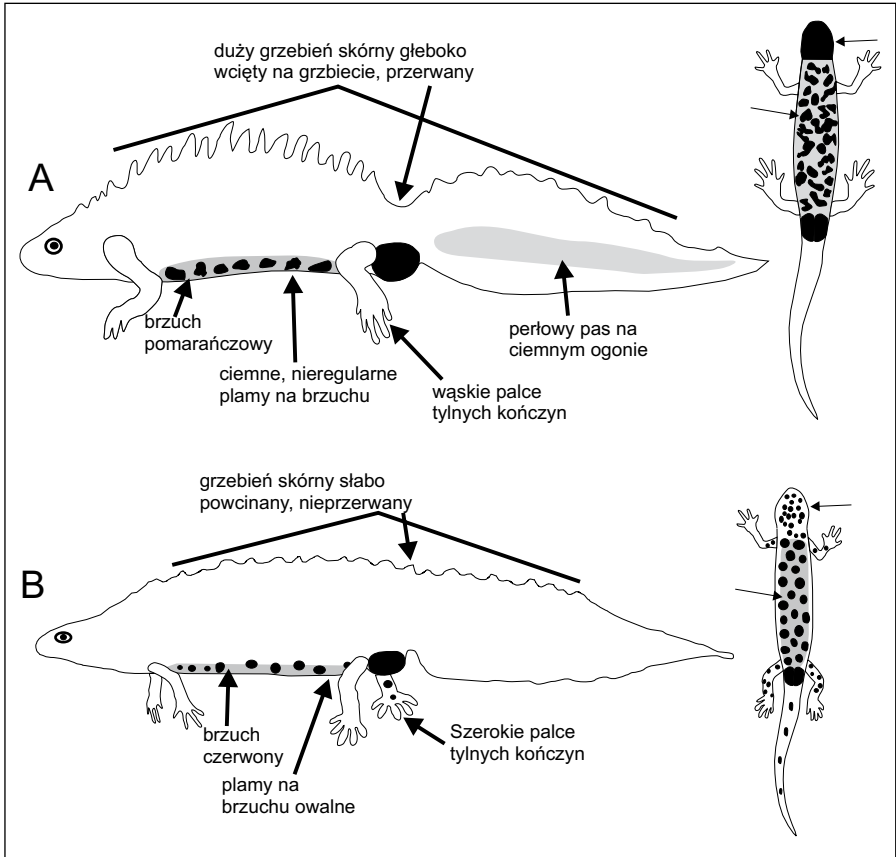 duży grzebień skórny głeboko
wcięty na grzbiecie, przerwany
A
brzuch
pomarańczowy
ciemne, nieregularne
plamy na brzuchu
wąskie palce
tylnych kończyn
perłowy pas na
ciemnym ogonie
grzebień skórny słabo
powcinany, nieprzerwany
B
brzuch
czerwony
plamy na
brzuchu owalne
Szerokie palce
tylnych kończyn